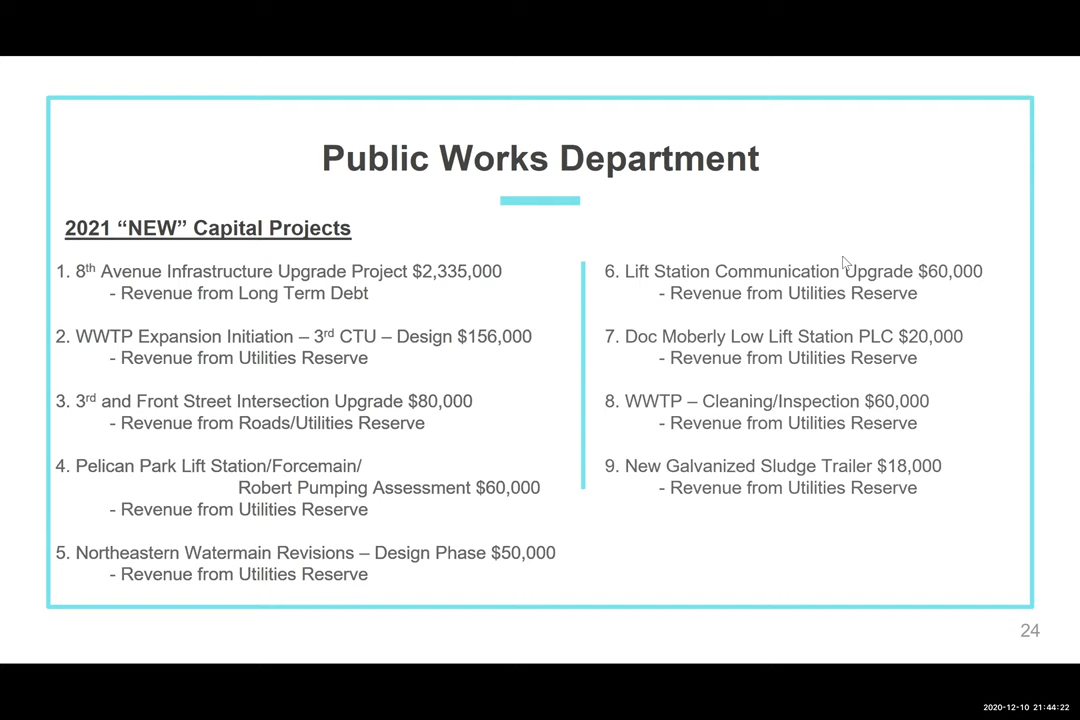 Public Works Department
2021 “NEW” Capital Projects
1. 8th Avenue Infrastructure Upgrade Project $2,335,000
- Revenue from Long Term Debt
2. WWTP Expansion Initiation – 3rd CTU – Design $156,000
- Revenue from Utilities Reserve
3. 3rd and Front Street Intersection Upgrade $80,000
- Revenue from Roads/Utilities Reserve
4. Pelican Park Lift Station/Forcemain/
Robert Pumping Assessment $60,000
- Revenue from Utilities Reserve
5. Northeastern Watermain Revisions – Design Phase $50,000
- Revenue from Utilities Reserve
6. Lift Station Communication Upgrade $60,000
- Revenue from Utilities Reserve
7. Doc Moberly Low Lift Station PLC $20,000
- Revenue from Utilities Reserve
8. WWTP – Cleaning/Inspection $60,000
- Revenue from Utilities Reserve
9. New Galvanized Sludge Trailer $18,000
- Revenue from Utilities Reserve
24
2020-12-10 21:44:22